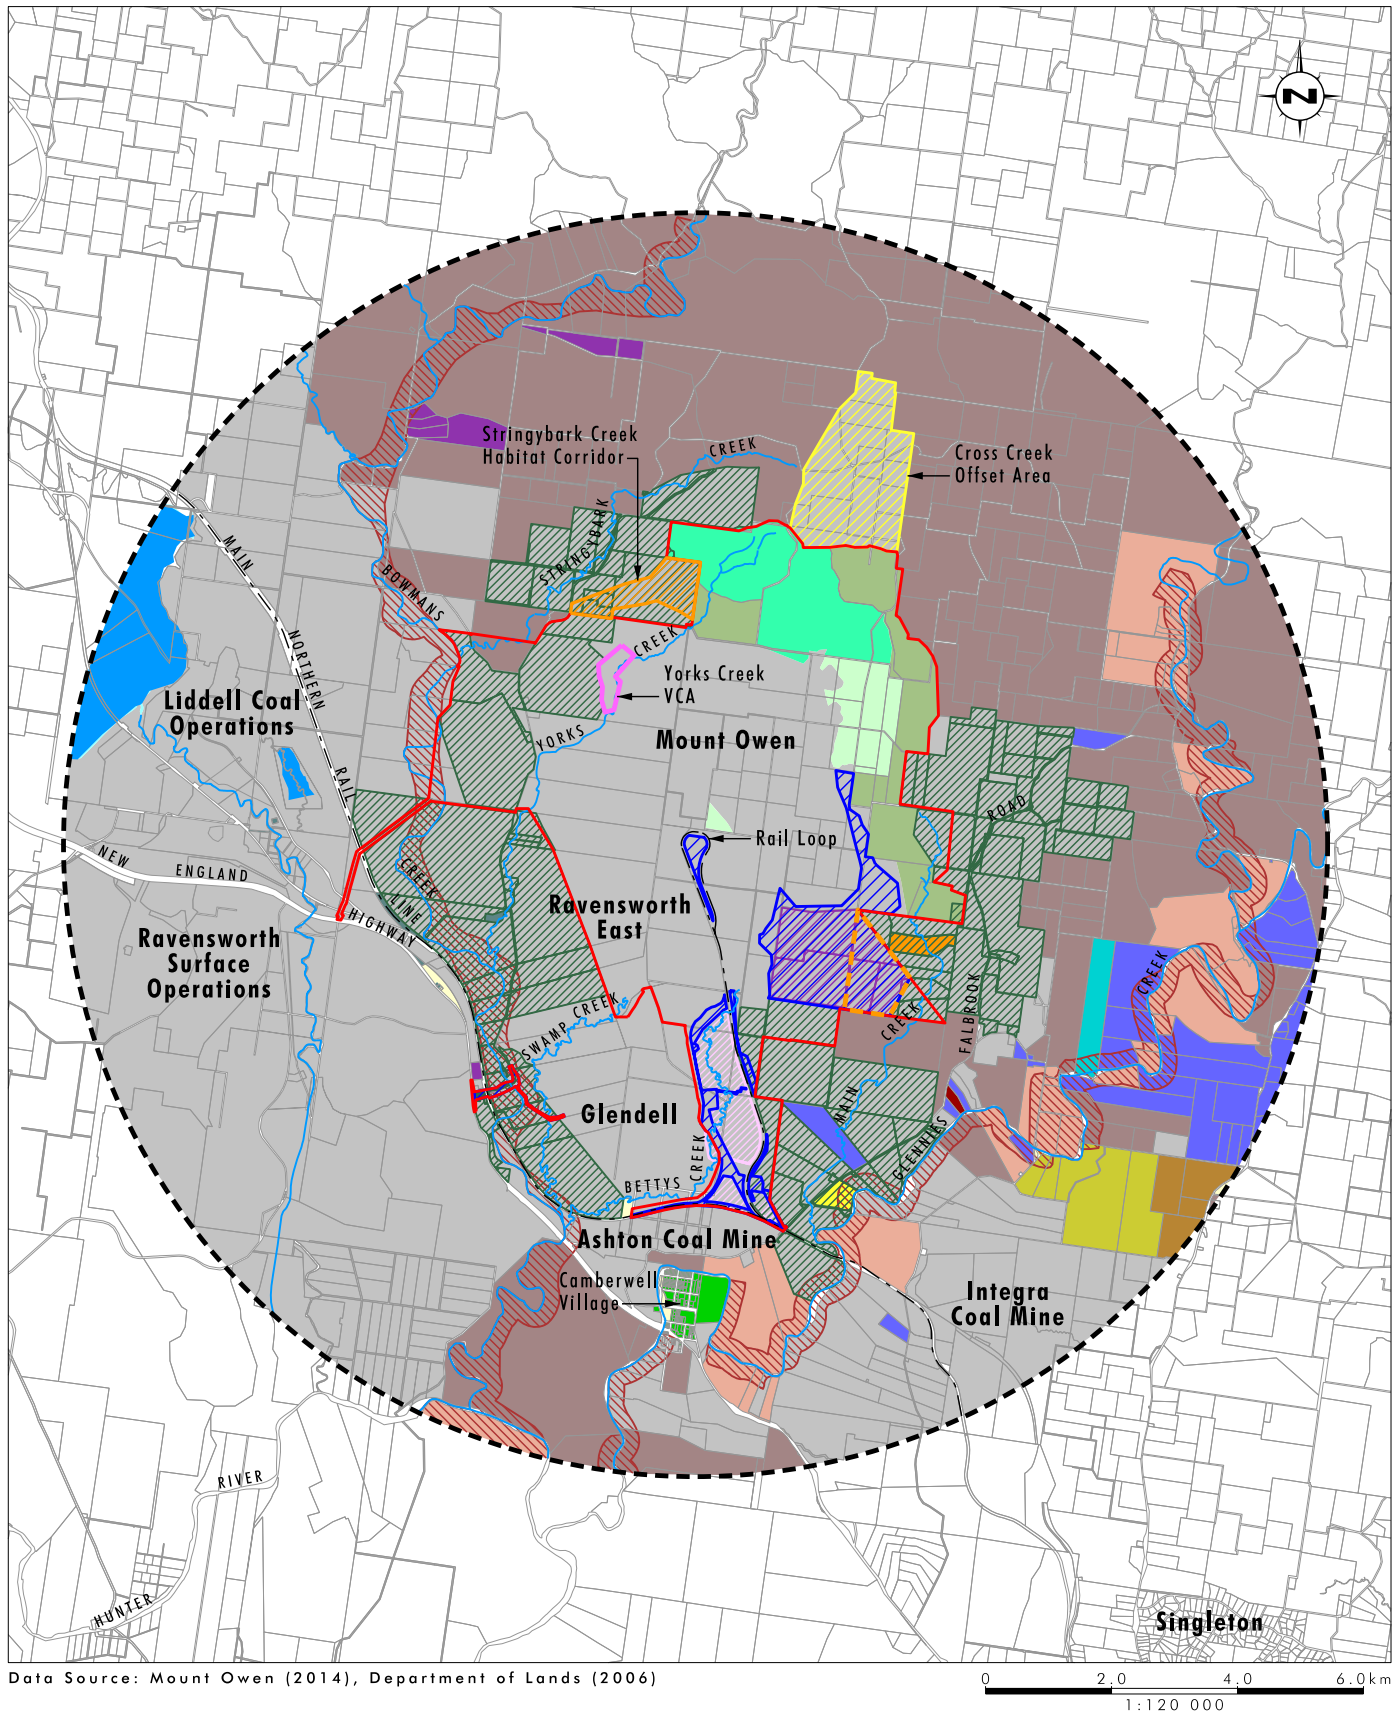 N
Stringybark Creek
Habitat Corridor
CREEK
Cross Creek
Offset Area
STRINGYBARK
MAIN
NORTHERN
RAIL
LINE
BOWMANS
CREEK
CREEK
Yorks Creek
VCA
YORKS
Liddell Coal
Operations
Mount Owen
ROAD
Rail Loop
NEW
ENGLAND
HIGHWAY
Ravensworth
East
Ravensworth
Surface
Operations
CREEK
CREEK
FALBROOK
SWAMP CREEK
Glendell
MAIN
GLENNIES
BETTYS
CREEK
Ashton Coal Mine
Camberwell
Village
Integra
Coal Mine
RIVER
HUNTER
Singleton
Data Source: Mount Owen (2014), Department of Lands (2006)
0 2.0 4.0 6.0km
1:120 000